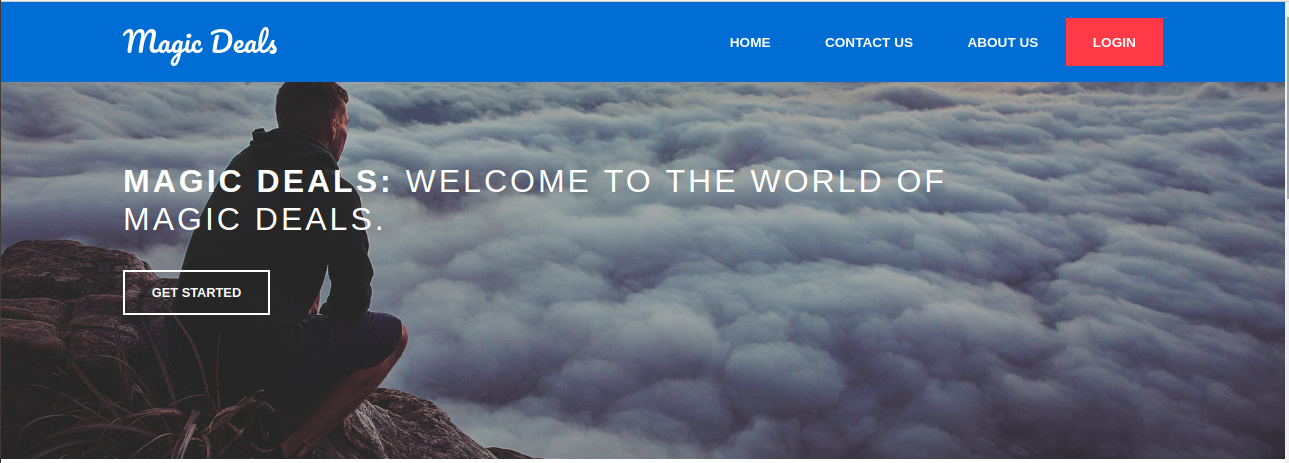 Magic Deals
HOME
CONTACT US
ABOUT US
LOGIN
MAGIC DEALS: WELCOME TO THE WORLD OF
MAGIC DEALS.
GET STARTED